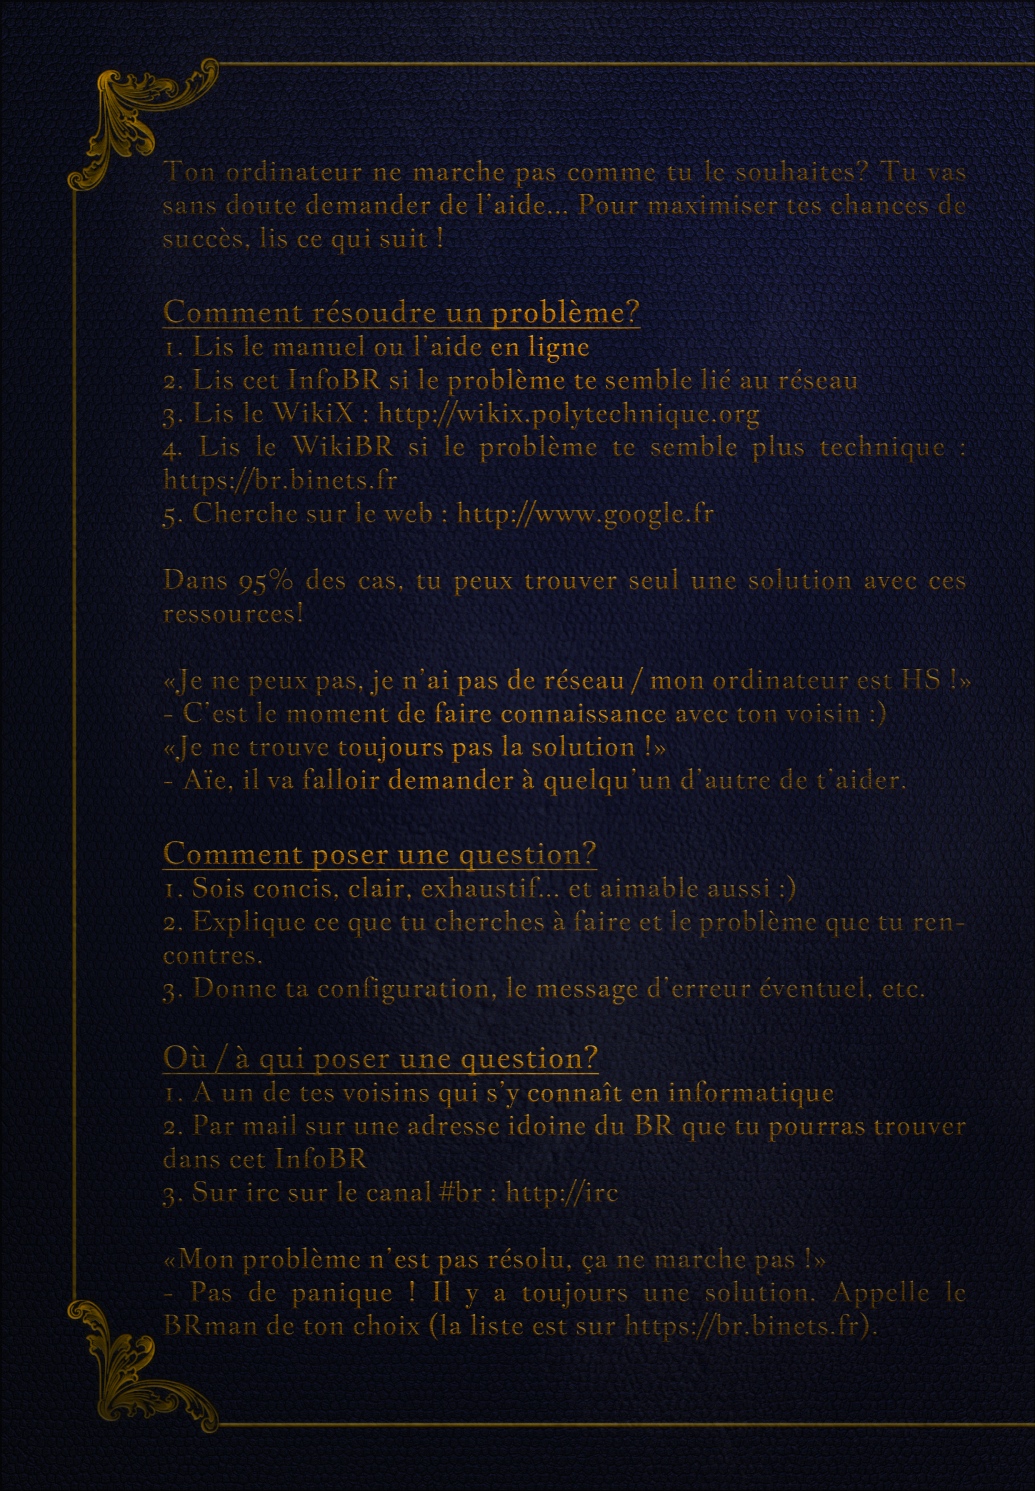 Ton ordinateur ne marche pas comme tu le souhaites? Tu vas
sans doute demander de l'aide... Pour maximiser tes chances de
succès, lis ce qui suit !
Comment résoudre un problème?
1. Lis le manuel ou l'aide en ligne
2. Lis cet InfoBR si le problème te semble lié au réseau
3. Lis le WikiX : http://wikix.polytechnique.org
4. Lis le WikiBR si le problème te semble plus technique :
https://br.binets.fr
5. Cherche sur le web : http://www.google.fr
Dans 95% des cas, tu peux trouver seul une solution avec ces
ressources!
«Je ne peux pas, je n'ai pas de réseau / mon ordinateur est HS !»
- C'est le moment de faire connaissance avec ton voisin :)
«Je ne trouve toujours pas la solution !»
- Aïe, il va falloir demander à quelqu'un d'autre de t'aider.
Comment poser une question?
1. Sois concis, clair, exhaustif... et aimable aussi :)
2. Explique ce que tu cherches à faire et le problème que tu ren-
contres.
3. Donne ta configuration, le message d'erreur éventuel, etc.
Où / à qui poser une question?
1. A un de tes voisins qui s'y connaît en informatique
2. Par mail sur une adresse idoine du BR que tu pourras trouver
dans cet InfoBR
3. Sur irc sur le canal #br : http://irc
«Mon problème n'est pas résolu, ça ne marche pas !»
- Pas de panique ! Il y a toujours une solution. Appelle le
BRman de ton choix (la liste est sur https://br.binets.fr).